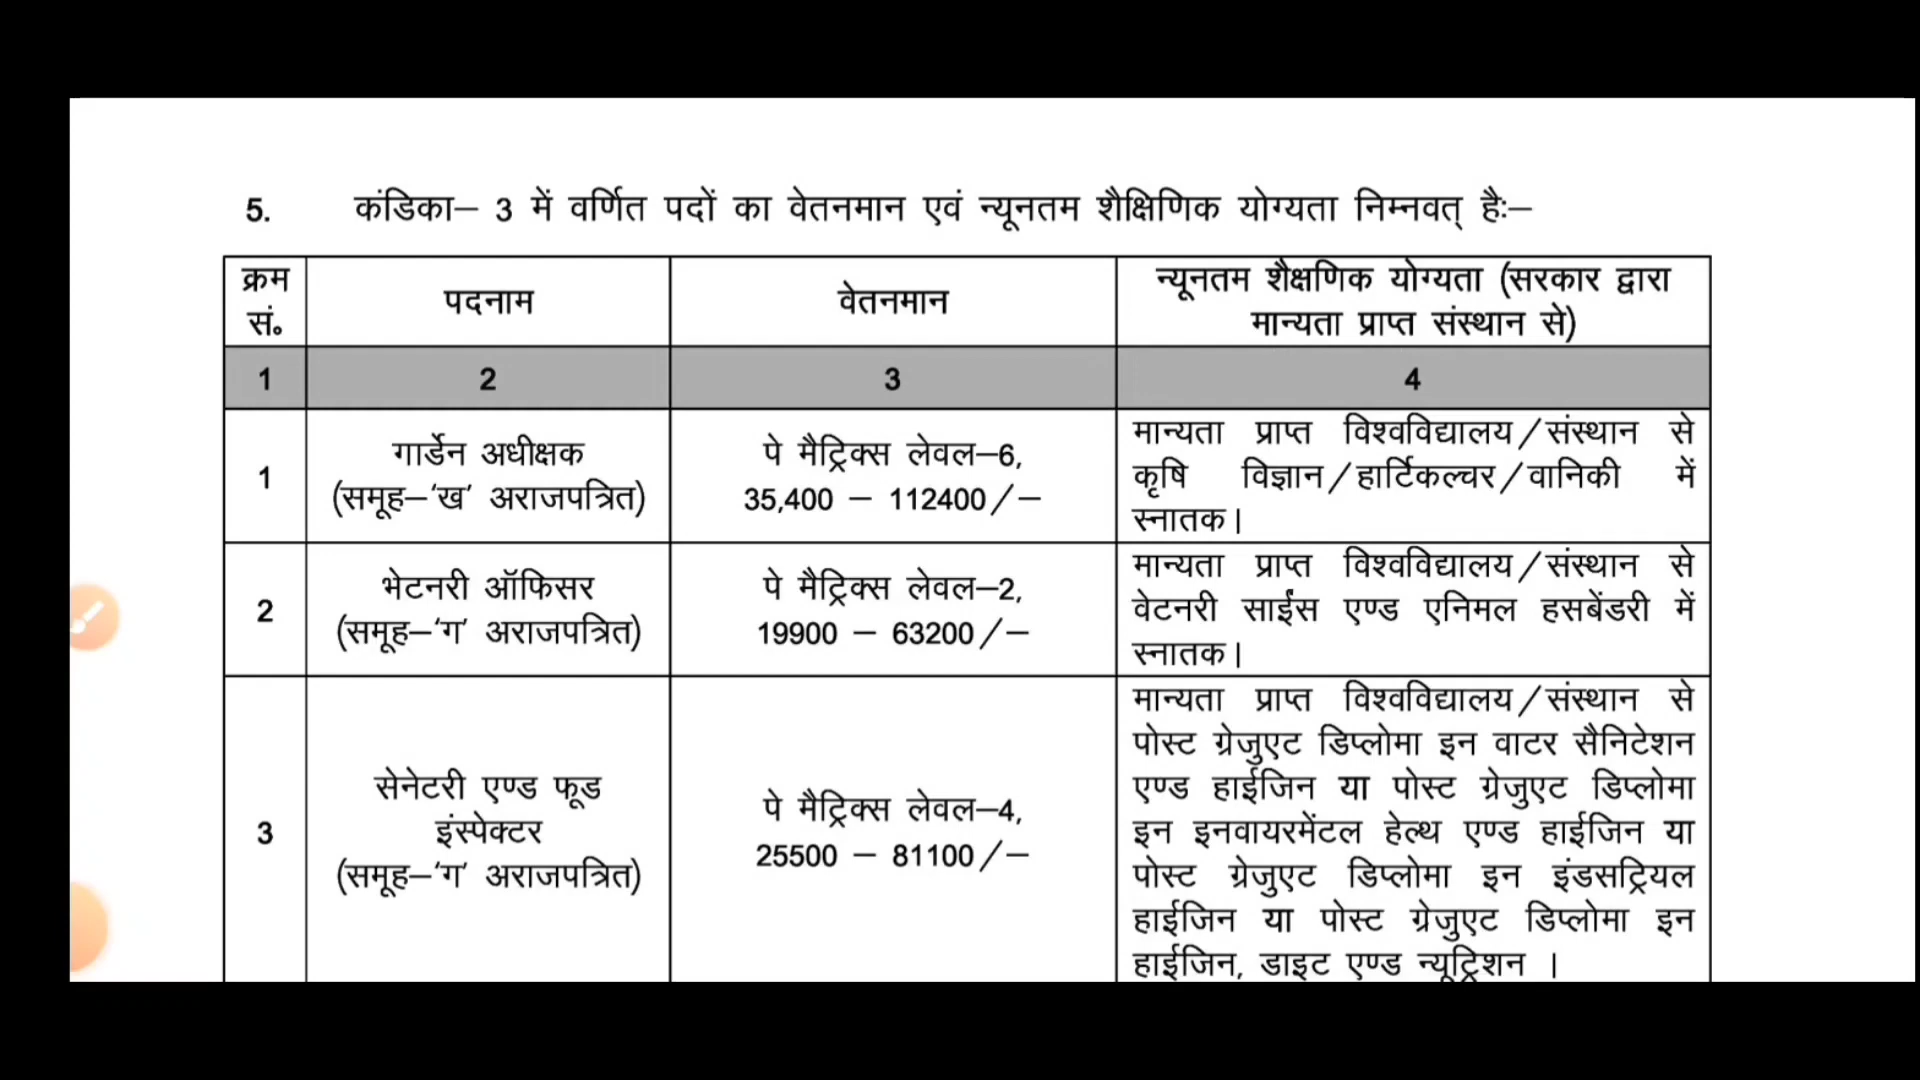 5. कंडिका– 3 में वर्णित पदों का वेतनमान एवं न्यूनतम शैक्षिणिक योग्यता निम्नवत् हैः–
क्रम सं० पदनाम वेतनमान न्यूनतम शैक्षणिक योग्यता (सरकार द्वारा
मान्यता प्राप्त संस्थान से)
1 2 3 4
1
गार्डेन अधीक्षक
(समूह–‘ख’ अराजपत्रित)
पे मैट्रिक्स लेवल–6,
35,400 – 112400/–
मान्यता प्राप्त विश्वविद्यालय/संस्थान से
कृषि विज्ञान/हार्टिकल्चर/वानिकी में
स्नातक।
2
भेटनरी ऑफिसर
(समूह–‘ग’ अराजपत्रित)
पे मैट्रिक्स लेवल–2,
19900 – 63200/–
मान्यता प्राप्त विश्वविद्यालय/संस्थान से
वेटनरी साईंस एण्ड एनिमल हसबेंडरी में
स्नातक।
3
सेनेटरी एण्ड फूड
इंस्पेक्टर
(समूह–‘ग’ अराजपत्रित)
पे मैट्रिक्स लेवल–4,
25500 – 81100/–
मान्यता प्राप्त विश्वविद्यालय/संस्थान से
पोस्ट ग्रेजुएट डिप्लोमा इन वाटर सैनिटेशन
एण्ड हाईजिन या पोस्ट ग्रेजुएट डिप्लोमा
इन इनवायरमेंटल हेल्थ एण्ड हाईजिन या
पोस्ट ग्रेजुएट डिप्लोमा इन इंडसट्रियल
हाईजिन या पोस्ट ग्रेजुएट डिप्लोमा इन
हाईजिन, डाइट एण्ड न्यूट्रिशन ।